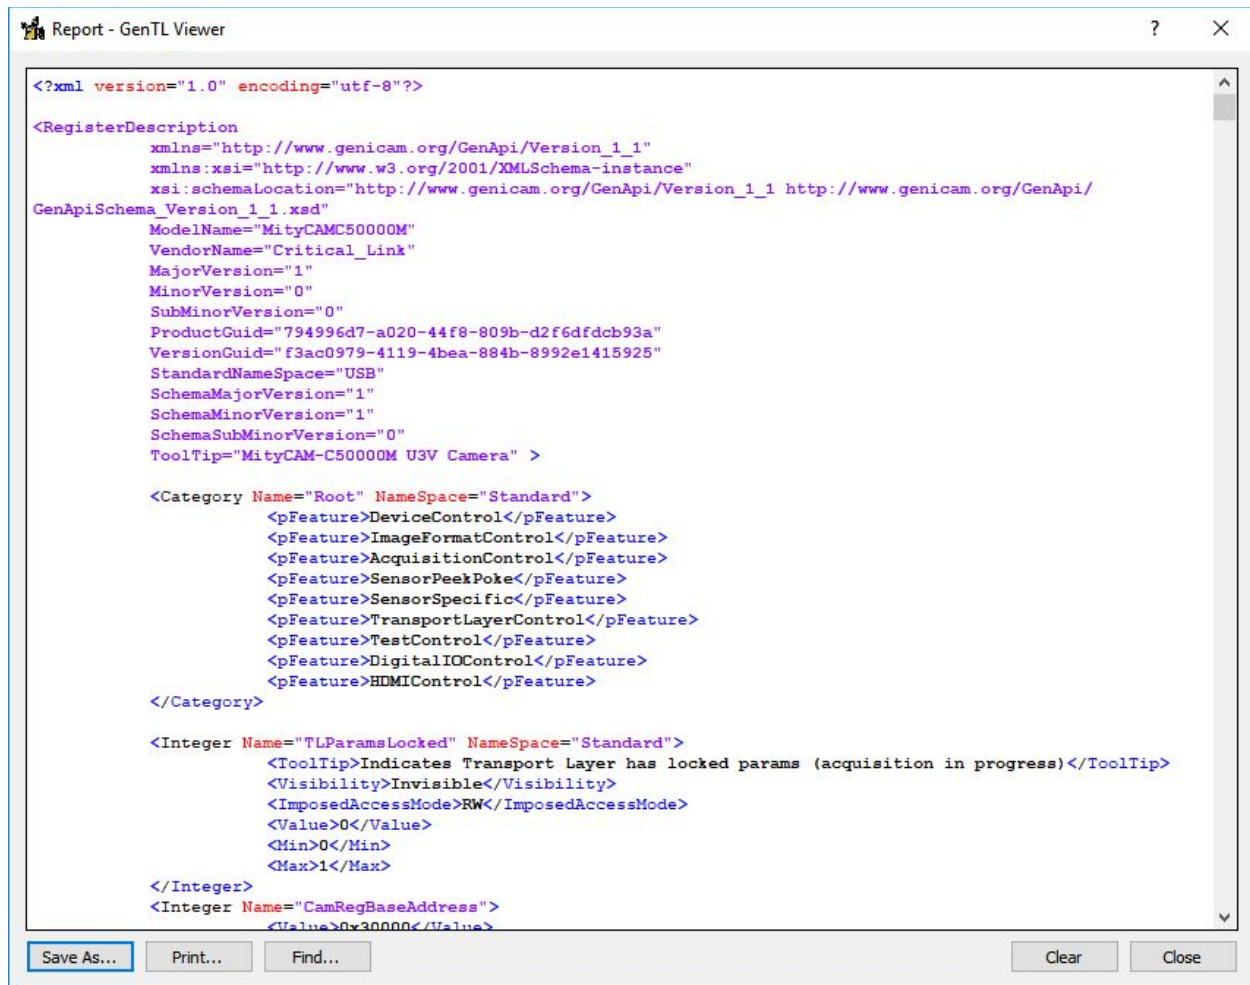 Report - GenTL Viewer
<?xml version="1.0" encoding="utf-8"?>
<RegisterDescription
xmlns="http://www.genicam.org/GenApi/Version_1_1"
xmlns:xsi="http://www.w3.org/2001/XMLSchema-instance"
xsi:schemaLocation="http://www.genicam.org/GenApi/Version_1_1 http://www.genicam.org/GenApi/
GenApiSchema_Version_1_1.xsd"
ModelName="MityCAMC50000M"
VendorName="Critical_Link"
MajorVersion="1"
MinorVersion="0"
SubMinorVersion="0"
ProductGuid="794996d7-a020-44f8-809b-d2f6dfdcb93a"
VersionGuid="f3ac0979-4119-4bea-884b-8992e1415925"
StandardNameSpace="USB"
SchemaMajorVersion="1"
SchemaMinorVersion="1"
SchemaSubMinorVersion="0"
ToolTip="MityCAM-C50000M U3V Camera" >
<Category Name="Root" NameSpace="Standard">
<pFeature>DeviceControl</pFeature>
<pFeature>ImageFormatControl</pFeature>
<pFeature>AcquisitionControl</pFeature>
<pFeature>SensorPeekPoke</pFeature>
<pFeature>SensorSpecific</pFeature>
<pFeature>TransportLayerControl</pFeature>
<pFeature>TestControl</pFeature>
<pFeature>DigitalIOControl</pFeature>
<pFeature>HDMIControl</pFeature>
</Category>
<Integer Name="TLParamsLocked" NameSpace="Standard">
<ToolTip>Indicates Transport Layer has locked params (acquisition in progress)</ToolTip>
<Visibility>Invisible</Visibility>
<ImposedAccessMode>RW</ImposedAccessMode>
<Value>0</Value>
<Min>0</Min>
<Max>1</Max>
</Integer>
<Integer Name="CamRegBaseAddress">
<Value>0x30000</Value>
Save As... Print... Find... Clear Close